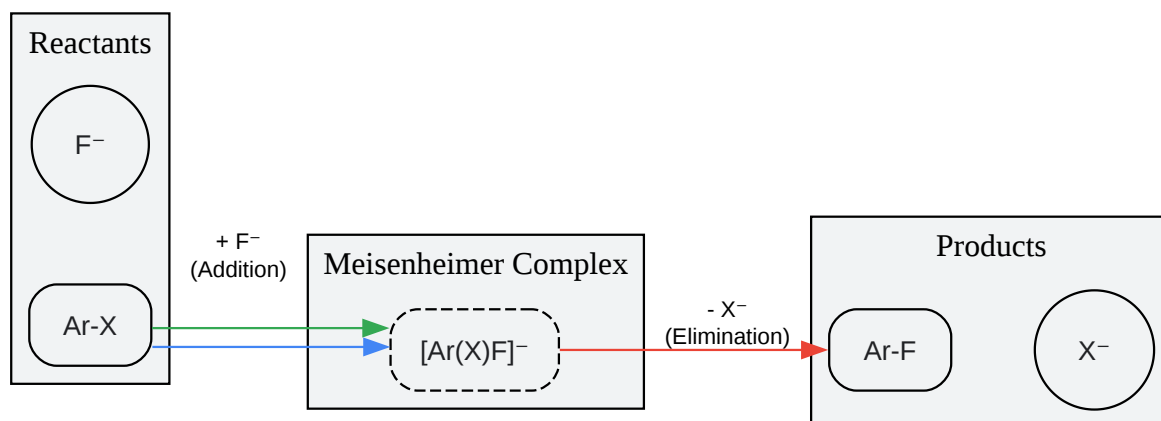 Reactants
F⁻
Ar-X
+ F⁻
(Addition)
Meisenheimer Complex
[Ar(X)F]⁻
- X⁻
(Elimination)
Products
Ar-F
X⁻